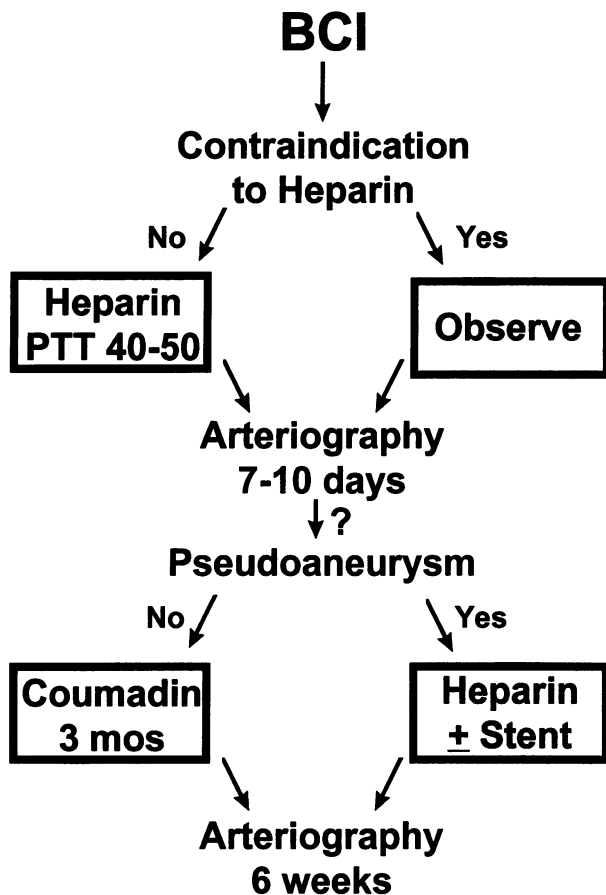 BCI
Contraindication
to Heparin
No
Yes
Heparin
PTT 40-50
Observe
Arteriography
7-10 days
?
Pseudoaneurysm
No
Yes
Coumadin
3 mos
Heparin
± Stent
Arteriography
6 weeks